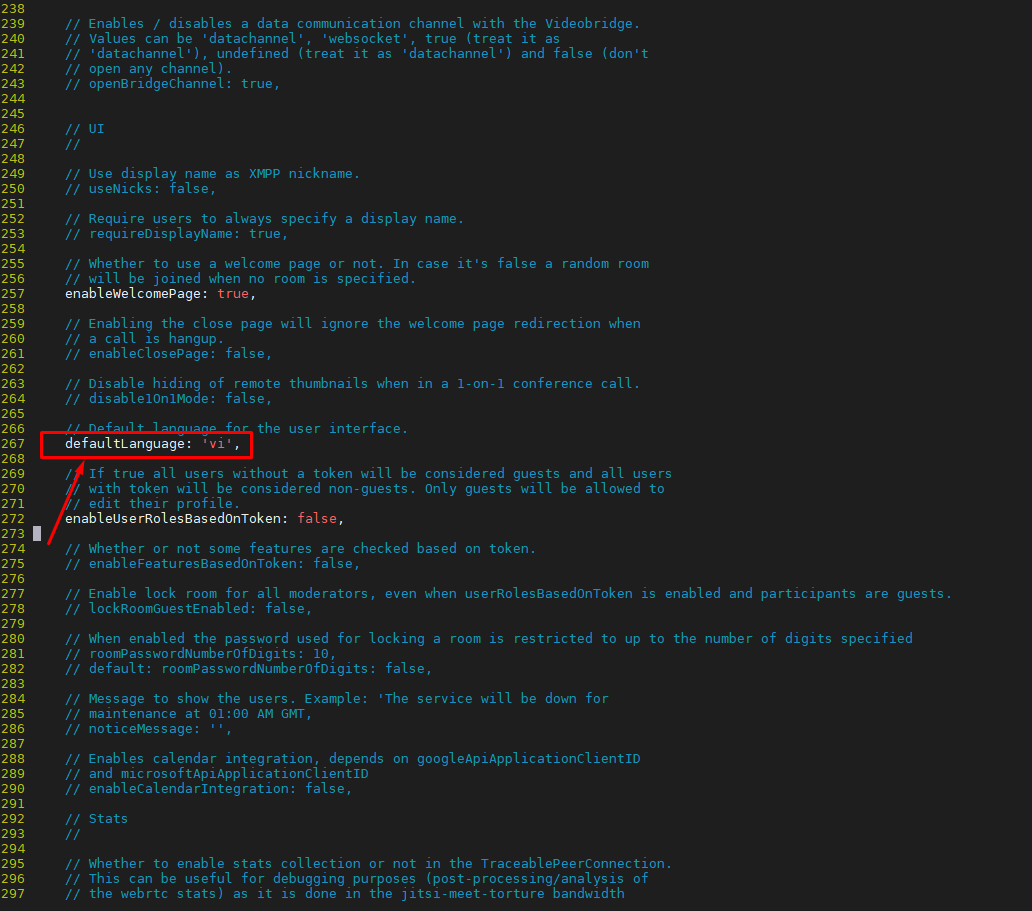 238
239 // Enables / disables a data communication channel with the Videobridge.
240 // Values can be 'datachannel', 'websocket', true (treat it as
241 // 'datachannel'), undefined (treat it as 'datachannel') and false (don't
242 // open any channel).
243 // openBridgeChannel: true,
244
245
246 // UI
247 //
248
249 // Use display name as XMPP nickname.
250 // useNicks: false,
251
252 // Require users to always specify a display name.
253 // requireDisplayName: true,
254
255 // Whether to use a welcome page or not. In case it's false a random room
256 // will be joined when no room is specified.
257 enableWelcomePage: true,
258
259 // Enabling the close page will ignore the welcome page redirection when
260 // a call is hangup.
261 // enableClosePage: false,
262
263 // Disable hiding of remote thumbnails when in a 1-on-1 conference call.
264 // disable1On1Mode: false,
265
266 // Default language for the user interface.
267 defaultLanguage: 'vi',
268
269 // If true all users without a token will be considered guests and all users
270 // with token will be considered non-guests. Only guests will be allowed to
271 // edit their profile.
272 enableUserRolesBasedOnToken: false,
273
274 // Whether or not some features are checked based on token.
275 // enableFeaturesBasedOnToken: false,
276
277 // Enable lock room for all moderators, even when userRolesBasedOnToken is enabled and participants are guests.
278 // lockRoomGuestEnabled: false,
279
280 // When enabled the password used for locking a room is restricted to up to the number of digits specified
281 // roomPasswordNumberOfDigits: 10,
282 // default: roomPasswordNumberOfDigits: false,
283
284 // Message to show the users. Example: 'The service will be down for
285 // maintenance at 01:00 AM GMT,
286 // noticeMessage: '',
287
288 // Enables calendar integration, depends on googleApiApplicationClientID
289 // and microsoftApiApplicationClientID
290 // enableCalendarIntegration: false,
291
292 // Stats
293 //
294
295 // Whether to enable stats collection or not in the TraceablePeerConnection.
296 // This can be useful for debugging purposes (post-processing/analysis of
297 // the webrtc stats) as it is done in the jitsi-meet-torture bandwidth